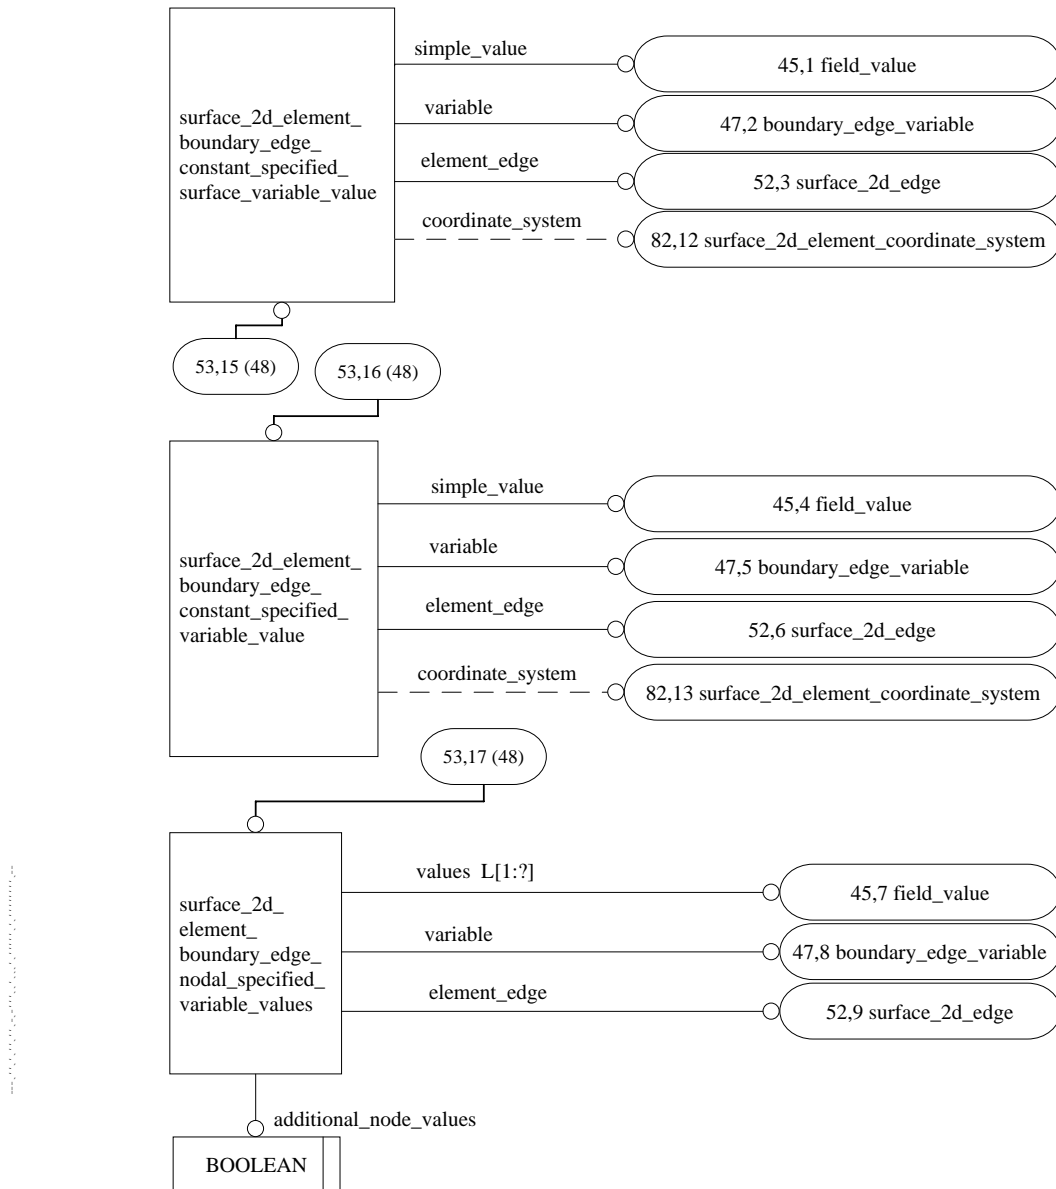 simple_value
45,1 field_value
variable
47,2 boundary_edge_variable
surface_2d_element_
boundary_edge_
constant_specified_
surface_variable_value
element_edge
52,3 surface_2d_edge
coordinate_system
82,12 surface_2d_element_coordinate_system
53,15 (48)
53,16 (48)
simple_value
45,4 field_value
variable
47,5 boundary_edge_variable
surface_2d_element_
boundary_edge_
constant_specified_
variable_value
element_edge
52,6 surface_2d_edge
coordinate_system
82,13 surface_2d_element_coordinate_system
53,17 (48)
values L[1:?]
45,7 field_value
surface_2d_
element_
boundary_edge_
nodal_specified_
variable_values
variable
47,8 boundary_edge_variable
element_edge
52,9 surface_2d_edge
additional_node_values
BOOLEAN